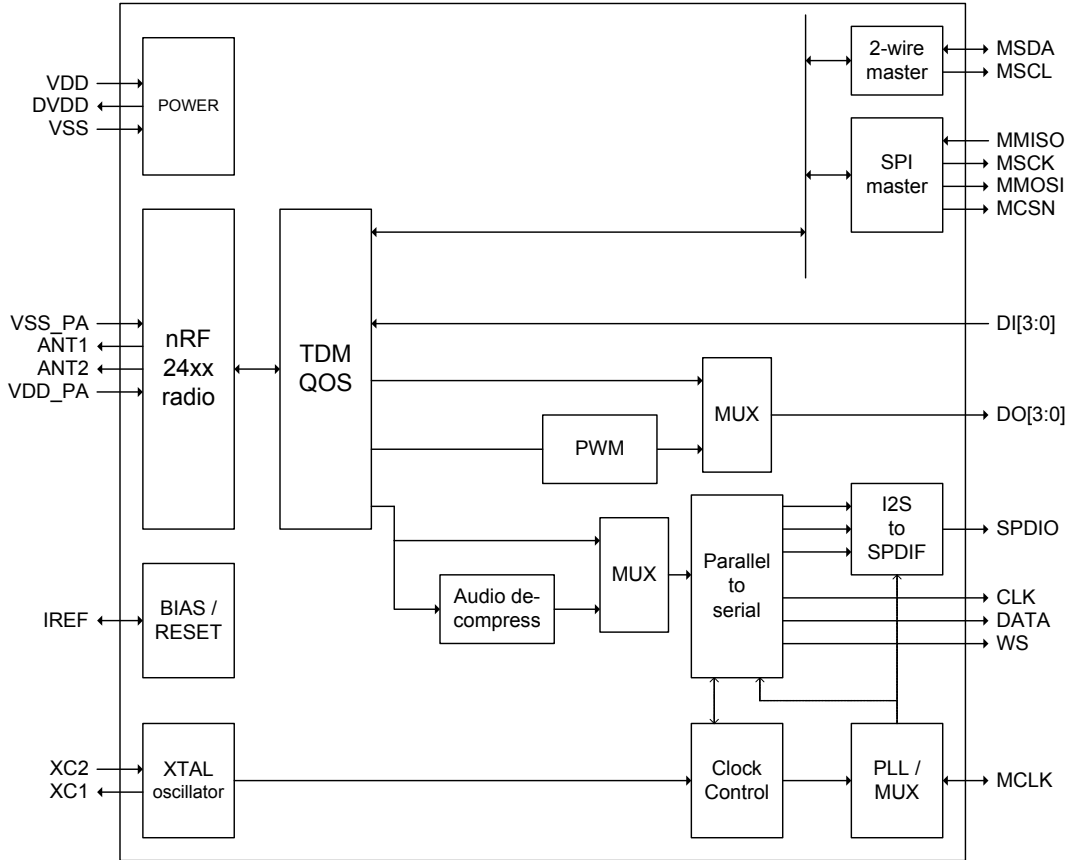 VDD
DVDD
VSS
POWER
2-wire
master
MSDA
MSCL
SPI
master
MMISO
MSCK
MMOSI
MCSN
VSS_PA
ANT1
ANT2
VDD_PA
nRF
24xx
radio
TDM
QOS
DI[3:0]
MUX
DO[3:0]
PWM
I2S
to
SPDIF
SPDIO
Parallel
to
serial
MUX
Audio de-
compress
CLK
DATA
WS
IREF
BIAS /
RESET
XC2
XC1
XTAL
oscillator
Clock
Control
PLL /
MUX
MCLK